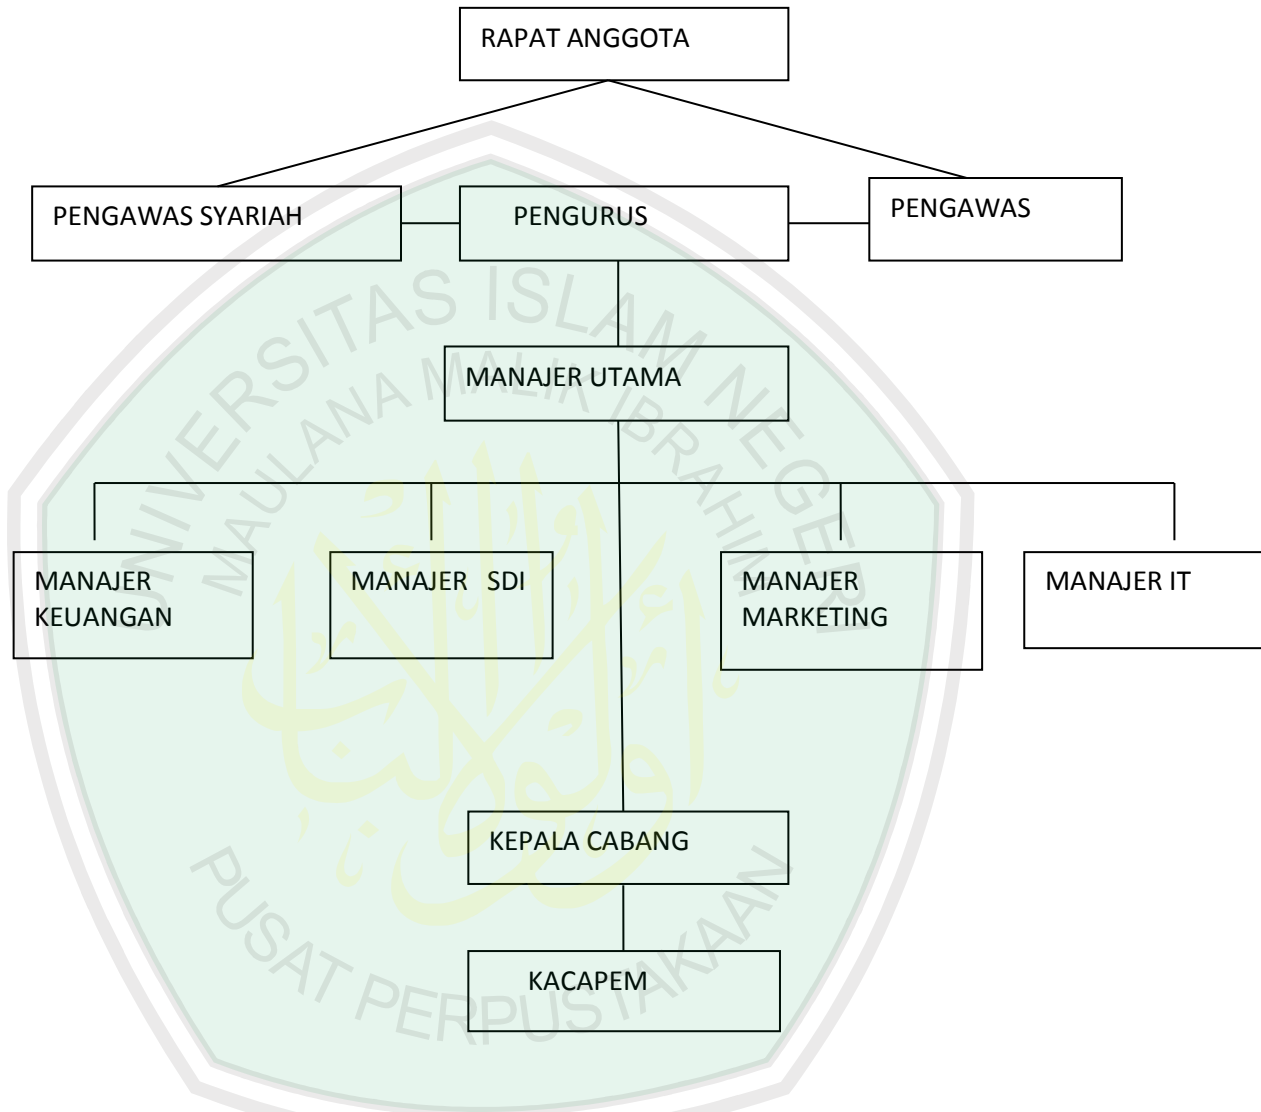 RAPAT ANGGOTA
PENGAWAS SYARIAH
PENGURUS
PENGAWAS
MANAJER UTAMA
MANAJER
KEUANGAN
MANAJER SDI
MANAJER
MARKETING
MANAJER IT
KEPALA CABANG
KACAPEM
UNIVERSITAS ISLAM NEGERI
MAULANA MALIK IBRAHIM
PUSAT PERPUSTAKAAN